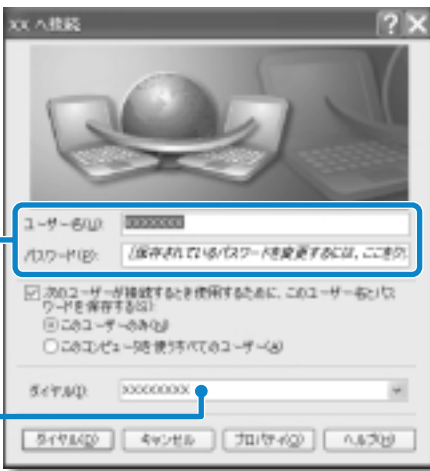 xx へ接続
ユーザー名(U): xxxxxxxx
パスワード(P): [保存されているパスワードを変更するには、ここをク
次のユーザーが接続するとき使用するために、このユーザー名とパス
ワードを保存する(S):
このユーザーのみ(N)
このコンピュータを使うすべてのユーザー(A)
ダイヤル(I): xxxxxxxxx
ダイヤル(D) キャンセル プロパティ(O) ヘルプ(H)